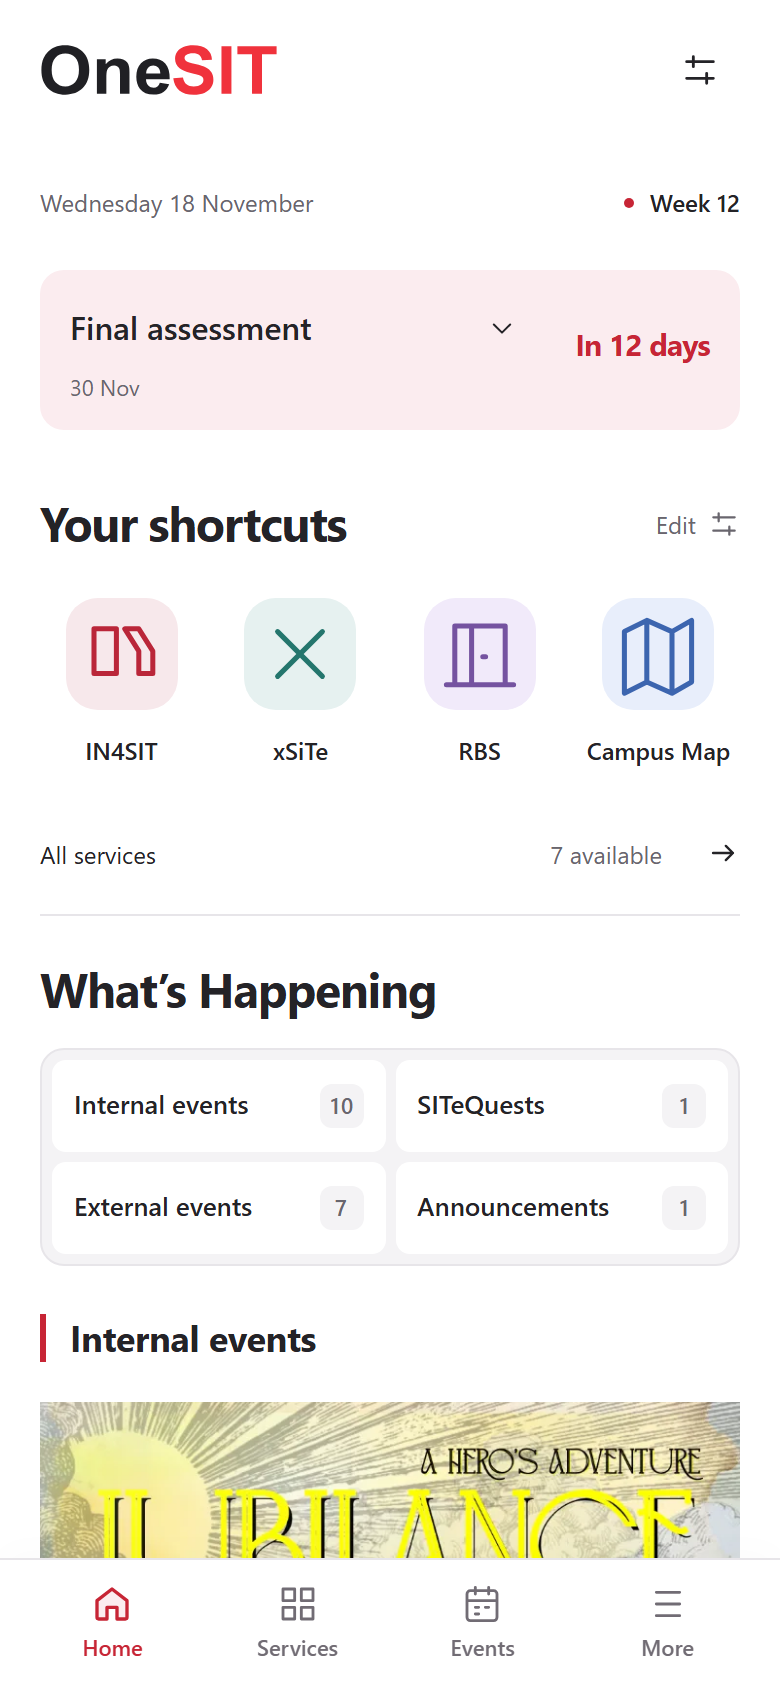 OneSIT
Wednesday 18 November
Week 12
Final assessment
In 12 days
30 Nov
Your shortcuts
Edit
IN4SIT
xSiTe
RBS
Campus Map
All services
7 available
What’s Happening
Internal events
10
SITeQuests
1
External events
7
Announcements
1
Internal events
A HERO'S ADVENTURE
JUBILANCE
Home
Services
Events
More